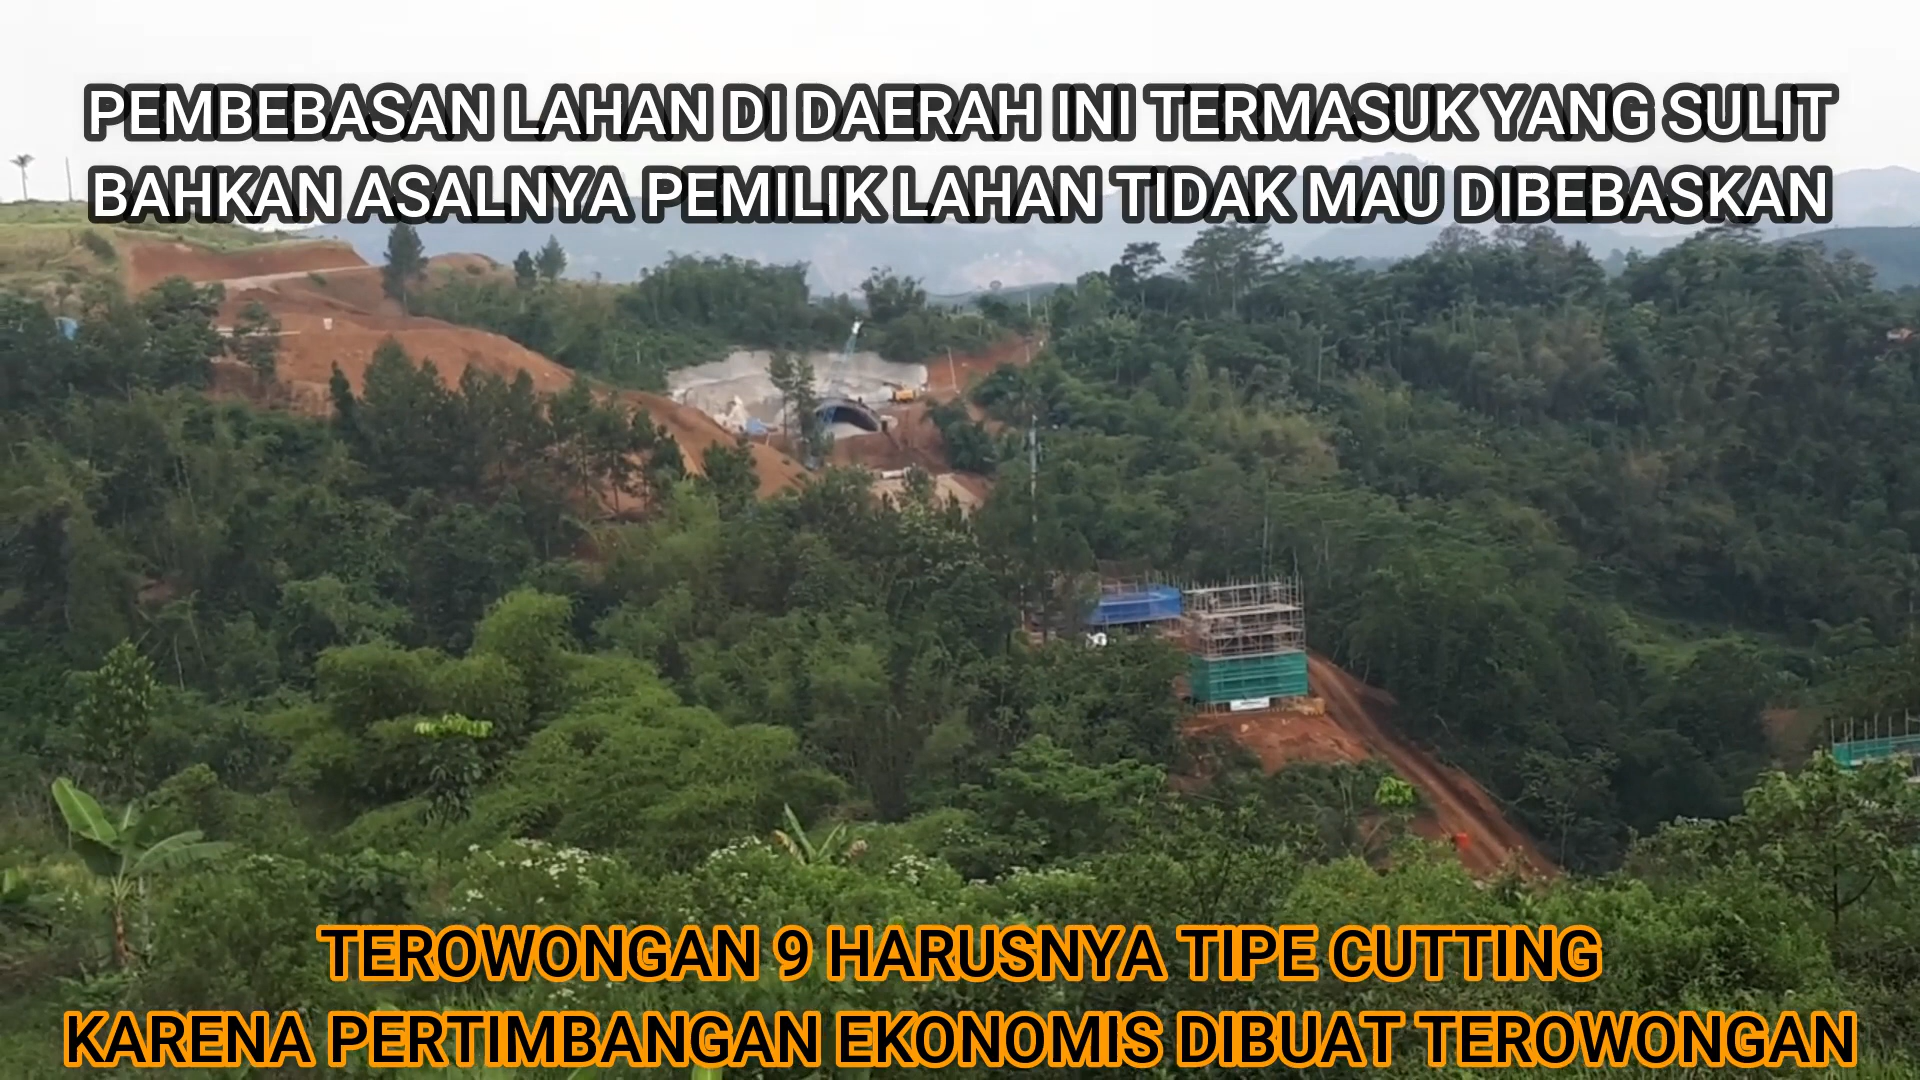 PEMBEBASAN LAHAN DI DAERAH INI TERMASUK YANG SULIT
BAHKAN ASALNYA PEMILIK LAHAN TIDAK MAU DIBEBASKAN
TEROWONGAN 9 HARUSNYA TIPE CUTTING
KARENA PERTIMBANGAN EKONOMIS DIBUAT TEROWONGAN